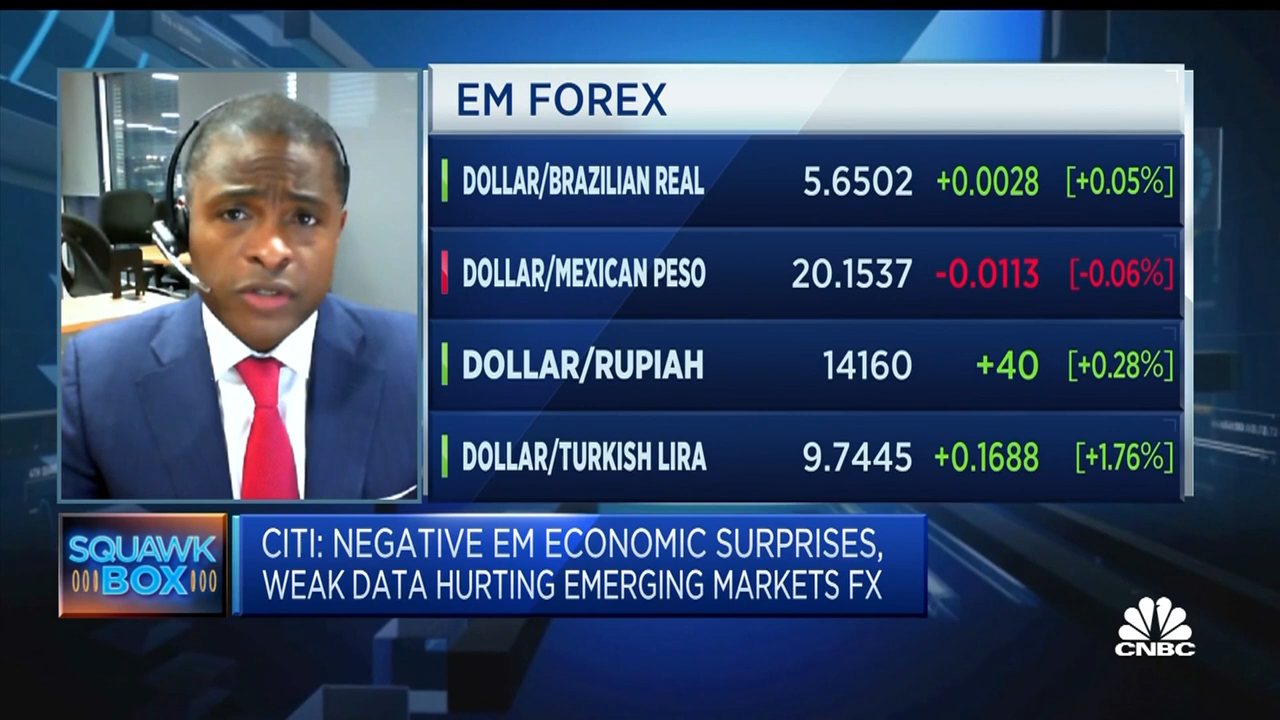 EM FOREX
DOLLAR/BRAZILIAN REAL 5.6502 +0.0028 [+0.05%]
DOLLAR/MEXICAN PESO 20.1537 -0.0113 [-0.06%]
DOLLAR/RUPIAH 14160 +40 [+0.28%]
DOLLAR/TURKISH LIRA 9.7445 +0.1688 [+1.76%]
SQUAWK
BOX
CITI: NEGATIVE EM ECONOMIC SURPRISES,
WEAK DATA HURTING EMERGING MARKETS FX
CNBC